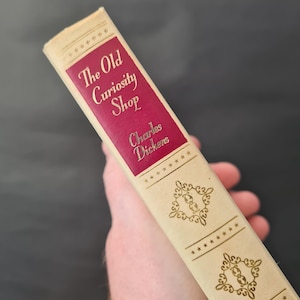 The Old
Curiosity
Shop
Charles
Dickens